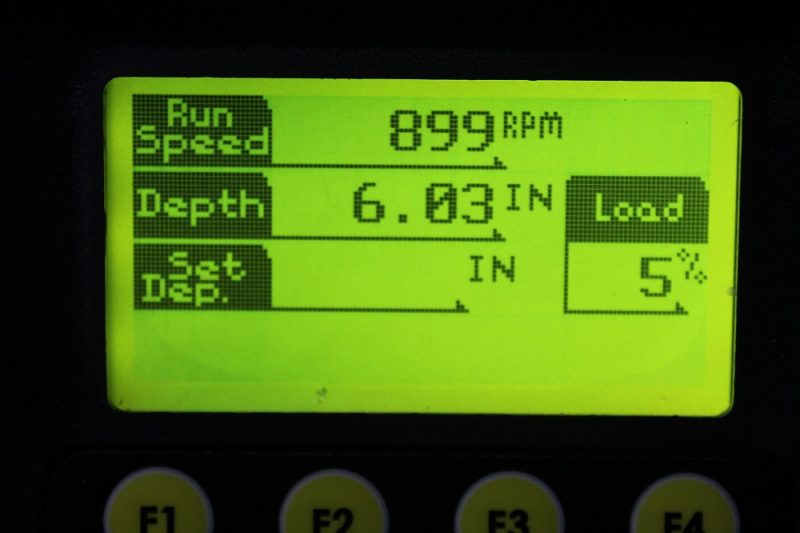 Run
Speed
899 RPM
Depth
6.03 IN
Load
Set
Dep.
IN
5%
F1
F2
F3
F4